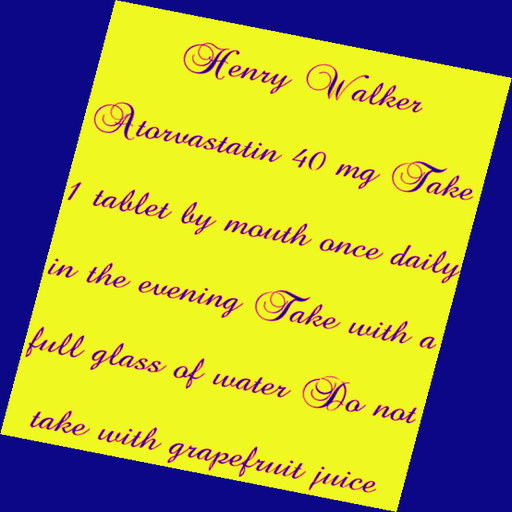 Henry Walker
Atorvastatin 40 mg Take
1 tablet by mouth once daily
in the evening Take with a
full glass of water Do not
take with grapefruit juice